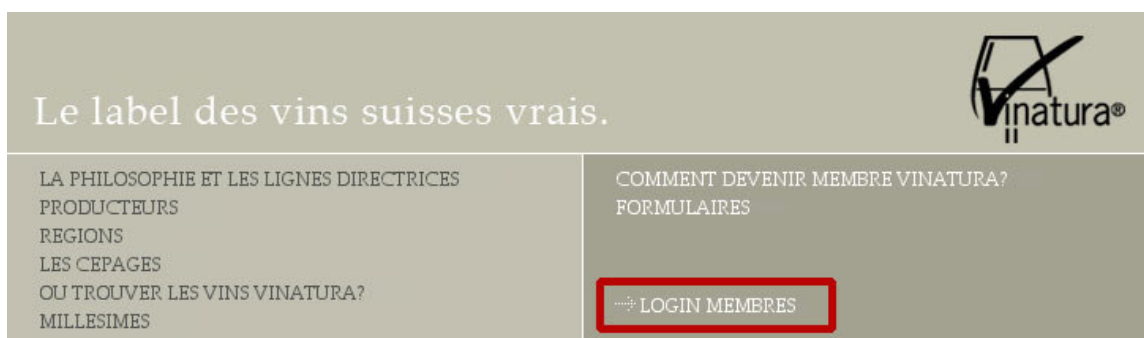 Le label des vins suisses vrais.
Vinatura®
LA PHILOSOPHIE ET LES LIGNES DIRECTRICES
PRODUCTEURS
REGIONS
LES CEPAGES
OU TROUVER LES VINS VINATURA?
MILLESIMES
COMMENT DEVENIR MEMBRE VINATURA?
FORMULAIRES
LOGIN MEMBRES